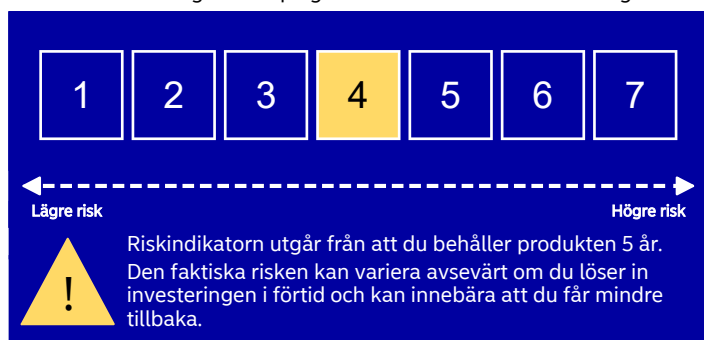 1 2 3 4 5 6 7
Lägre risk Högre risk
Riskindikatorn utgår från att du behåller produkten 5 år.
Den faktiska risken kan variera avsevärt om du löser in
investeringen i förtid och kan innebära att du får mindre
tillbaka.
!